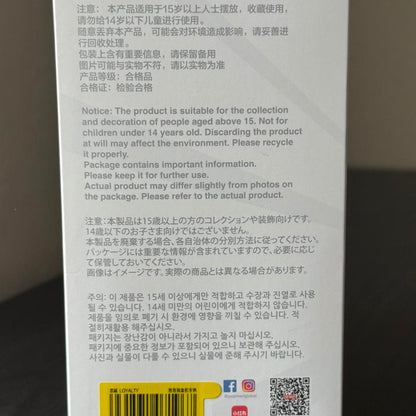 注意： 本产品适用于15岁以上人士摆放，收藏使用，
请勿给14岁以下儿童进行使用。
随意丢弃本产品，可能会对环境造成影响，请妥善进
行回收处理。
包装上含有重要信息，请保留备用
图片可能与实物不符，请以实物为准
产品等级：合格品
合格证：检验合格
Notice: The product is suitable for the collection
and decoration of people aged above 15. Not for
children under 14 years old. Discarding the product
at will may affect the environment. Please recycle
it properly.
Package contains important information.
Please keep it for further use.
Actual product may differ slightly from photos on
the package. Please refer to the actual product.
注意:本製品は15歳以上の方のコレクションや装飾向けです。
14歳以下のお子さま向けではございません。
本製品を廃棄する場合、各自治体の分別方法に従ってください。
パッケージには重要な情報が含まれていますので、必要に応じ
て保管しておいてください。
画像はイメージです。実際の商品とは異なる場合があります。
주의: 이 제품은 15세 이상에게만 적합하고 수장과 진열로 사용
될 수 있습니다. 14세 미만의 어린이에게 적합하지 않습니다.
제품을 임의로 폐기 시 환경에 영향을 끼칠 수 있습니다. 적
절히재활용 해주십시오.
패키지는 장난감이 아니라서 가지고 놀지 마십시오.
패키지에 중요한 정보가 포함되어 있으니 보관해 주십시오.
사진과 실물이 다를 수 있으니 실물을 참조해 주십시오.
LOYALTY
小红书